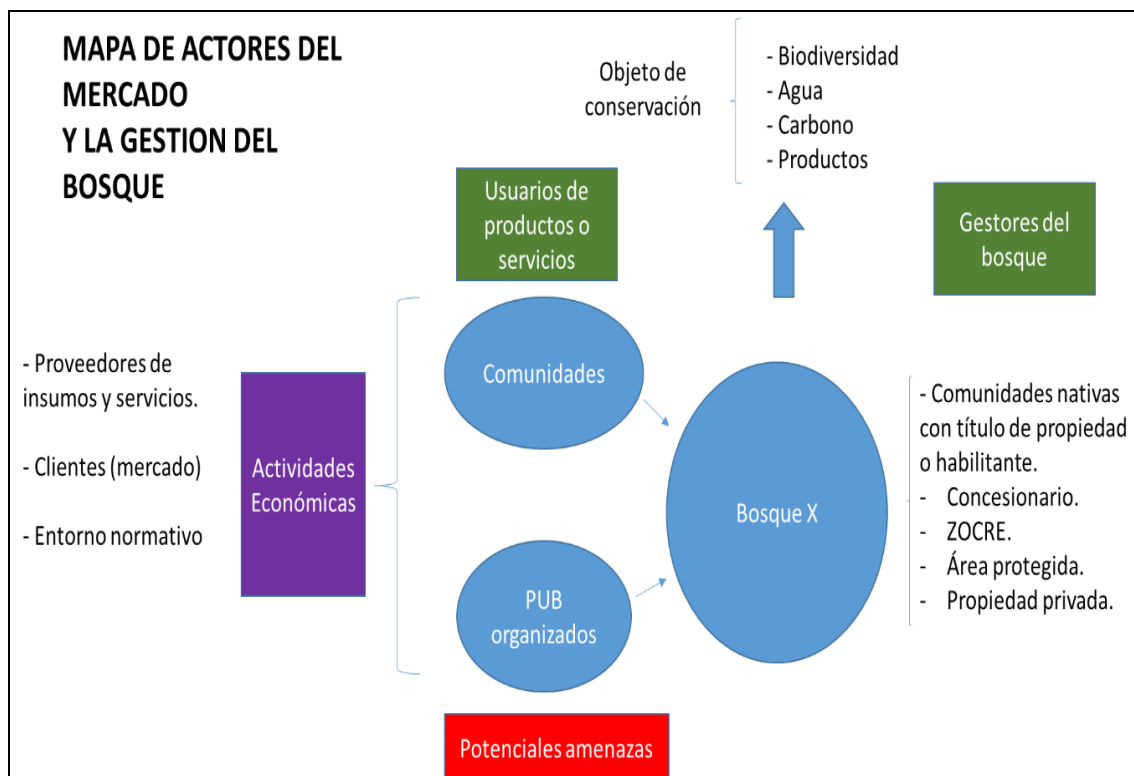 MAPA DE ACTORES DEL
MERCADO
Y LA GESTION DEL
BOSQUE
Objeto de
conservación
- Biodiversidad
- Agua
- Carbono
- Productos
Usuarios de
productos o
servicios
Gestores del
bosque
- Proveedores de
insumos y servicios.
- Clientes (mercado)
- Entorno normativo
Actividades
Económicas
Comunidades
PUB
organizados
Bosque X
- Comunidades nativas
con título de propiedad
o habilitante.
- Concesionario.
- ZOCRE.
- Área protegida.
- Propiedad privada.
Potenciales amenazas